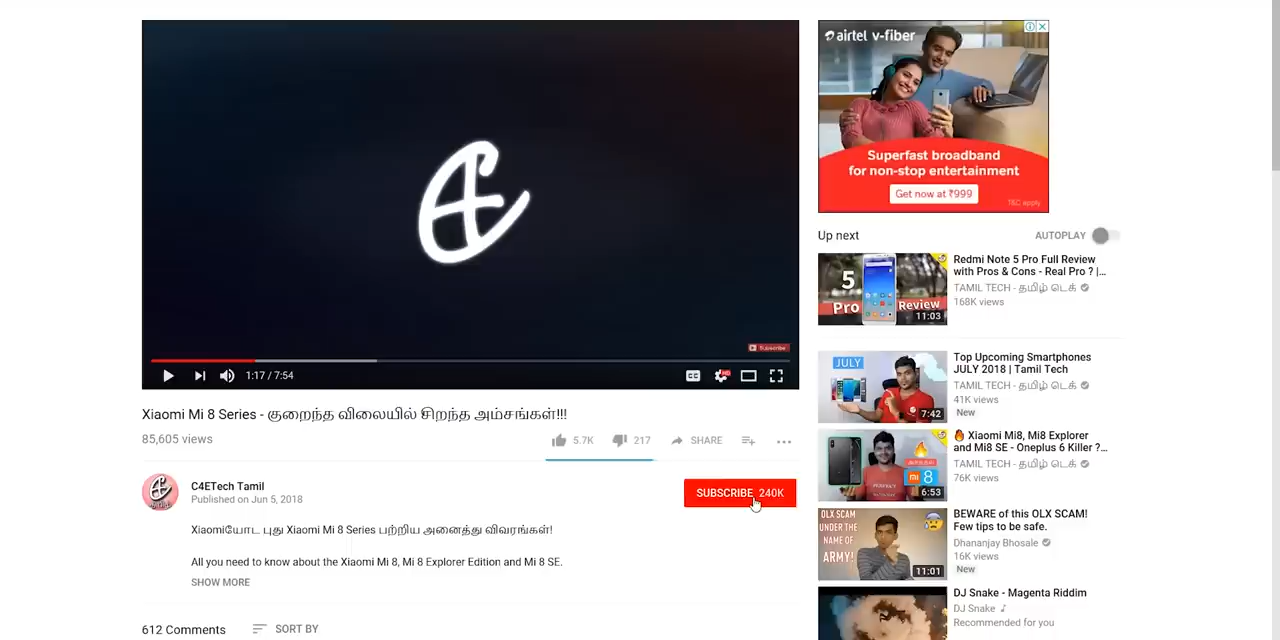 Subscribe
1:17 / 7:54
CC
HD
Xiaomi Mi 8 Series - குறைந்த விலையில் சிறந்த அம்சங்கள்!!!
85,605 views
5.7K
217
SHARE
C4ETech Tamil
Published on Jun 5, 2018
SUBSCRIBE 240K
Xiaomiயோட புது Xiaomi Mi 8 Series பற்றிய அனைத்து விவரங்கள்!
All you need to know about the Xiaomi Mi 8, Mi 8 Explorer Edition and Mi 8 SE.
SHOW MORE
612 Comments
SORT BY
airtel v-fiber
Superfast broadband
for non-stop entertainment
Get now at ₹999
T&C apply
Up next
AUTOPLAY
5
Pro
Review
11:03
Redmi Note 5 Pro Full Review
with Pros & Cons - Real Pro ? |...
TAMIL TECH - தமிழ் டெக்
168K views
JULY
7:42
Top Upcoming Smartphones
JULY 2018 | Tamil Tech
TAMIL TECH - தமிழ் டெக்
41K views
New
mi 8
6:53
Xiaomi Mi8, Mi8 Explorer
and Mi8 SE - Oneplus 6 Killer ?...
TAMIL TECH - தமிழ் டெக்
76K views
OLX SCAM
UNDER THE
NAME OF
ARMY!
11:01
BEWARE of this OLX SCAM!
Few tips to be safe.
Dhananjay Bhosale
16K views
New
DJ Snake - Magenta Riddim
DJ Snake
Recommended for you